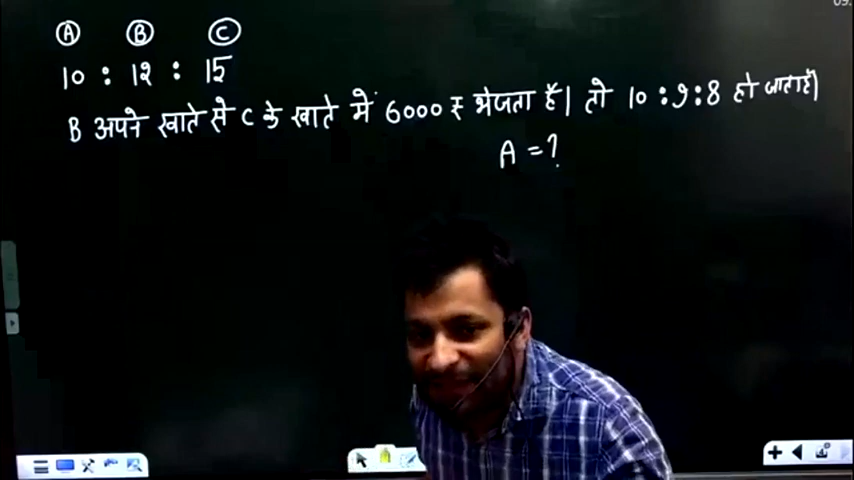 A B C
10 : 12 : 15
B अपने खाते से C के खाते में 6000 ₹ भेजता हैं। तो 10 : 9 : 8 हो जाता है।
A = ?